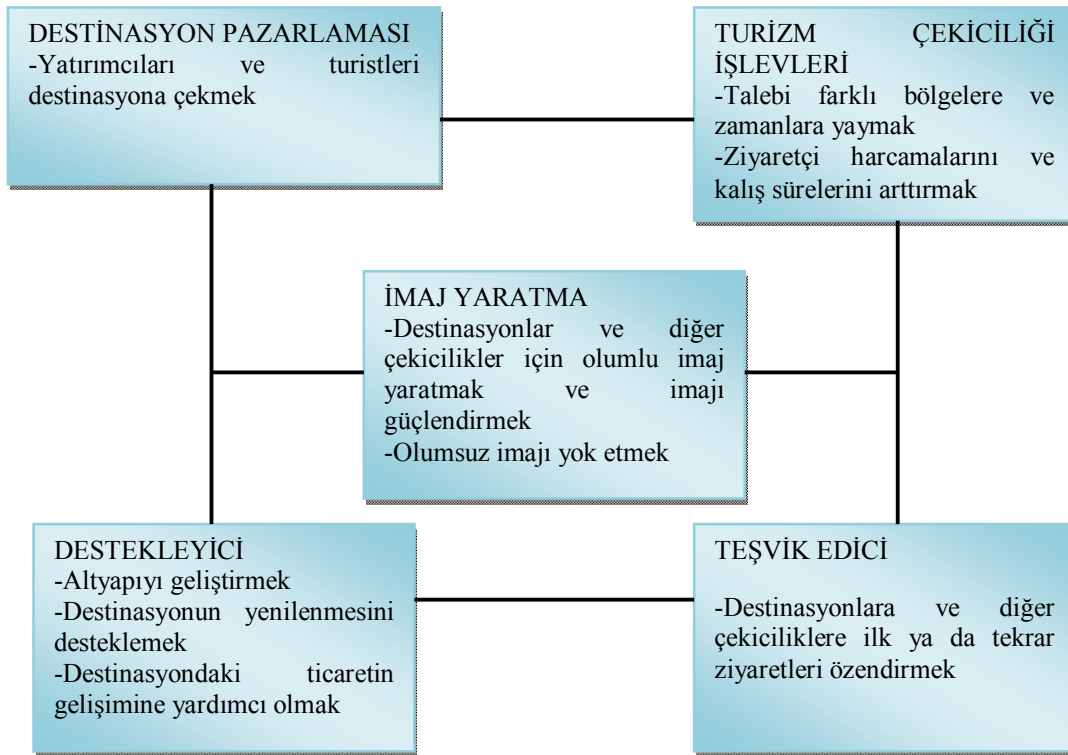 DESTİNASYON PAZARLAMASI
-Yatırımcıları ve turistleri
destinasyona çekmek
TURİZM ÇEKİCİLİĞİ
İŞLEVLERİ
-Talebi farklı bölgelere ve
zamanlara yaymak
-Ziyaretçi harcamalarını ve
kalış sürelerini arttırmak
İMAJ YARATMA
-Destinasyonlar ve diğer
çekicilikler için olumlu imaj
yaratmak ve imajı
güçlendirmek
-Olumsuz imajı yok etmek
DESTEKLEYİCİ
-Altyapıyı geliştirmek
-Destinasyonun yenilenmesini
desteklemek
-Destinasyondaki ticaretin
gelişimine yardımcı olmak
TEŞVİK EDİCİ
-Destinasyonlara ve diğer
çekiciliklere ilk ya da tekrar
ziyaretleri özendirmek